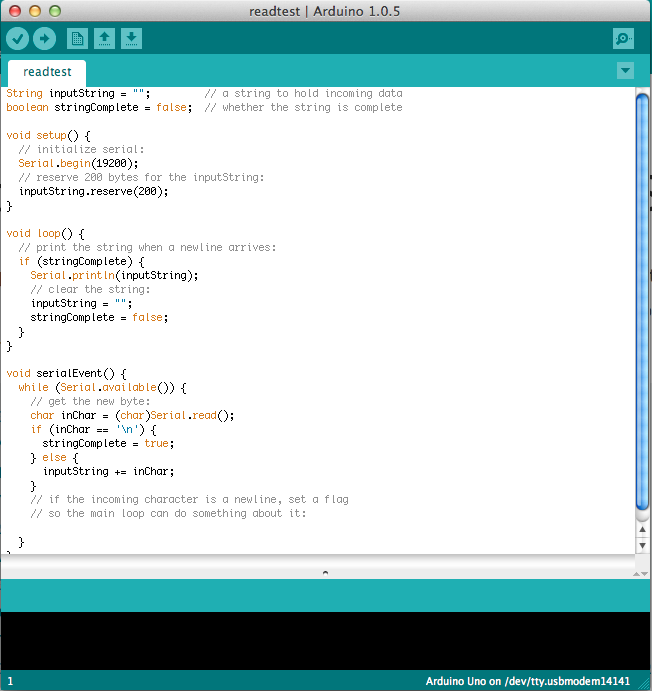 readtest | Arduino 1.0.5
readtest
String inputString = "";         // a string to hold incoming data
boolean stringComplete = false;  // whether the string is complete

void setup() {
  // initialize serial:
  Serial.begin(19200);
  // reserve 200 bytes for the inputString:
  inputString.reserve(200);
}

void loop() {
  // print the string when a newline arrives:
  if (stringComplete) {
    Serial.println(inputString);
    // clear the string:
    inputString = "";
    stringComplete = false;
  }
}

void serialEvent() {
  while (Serial.available()) {
    // get the new byte:
    char inChar = (char)Serial.read();
    if (inChar == '\n') {
      stringComplete = true;
    } else {
      inputString += inChar;
    }
    // if the incoming character is a newline, set a flag
    // so the main loop can do something about it:

  }
}
1
Arduino Uno on /dev/tty.usbmodem14141